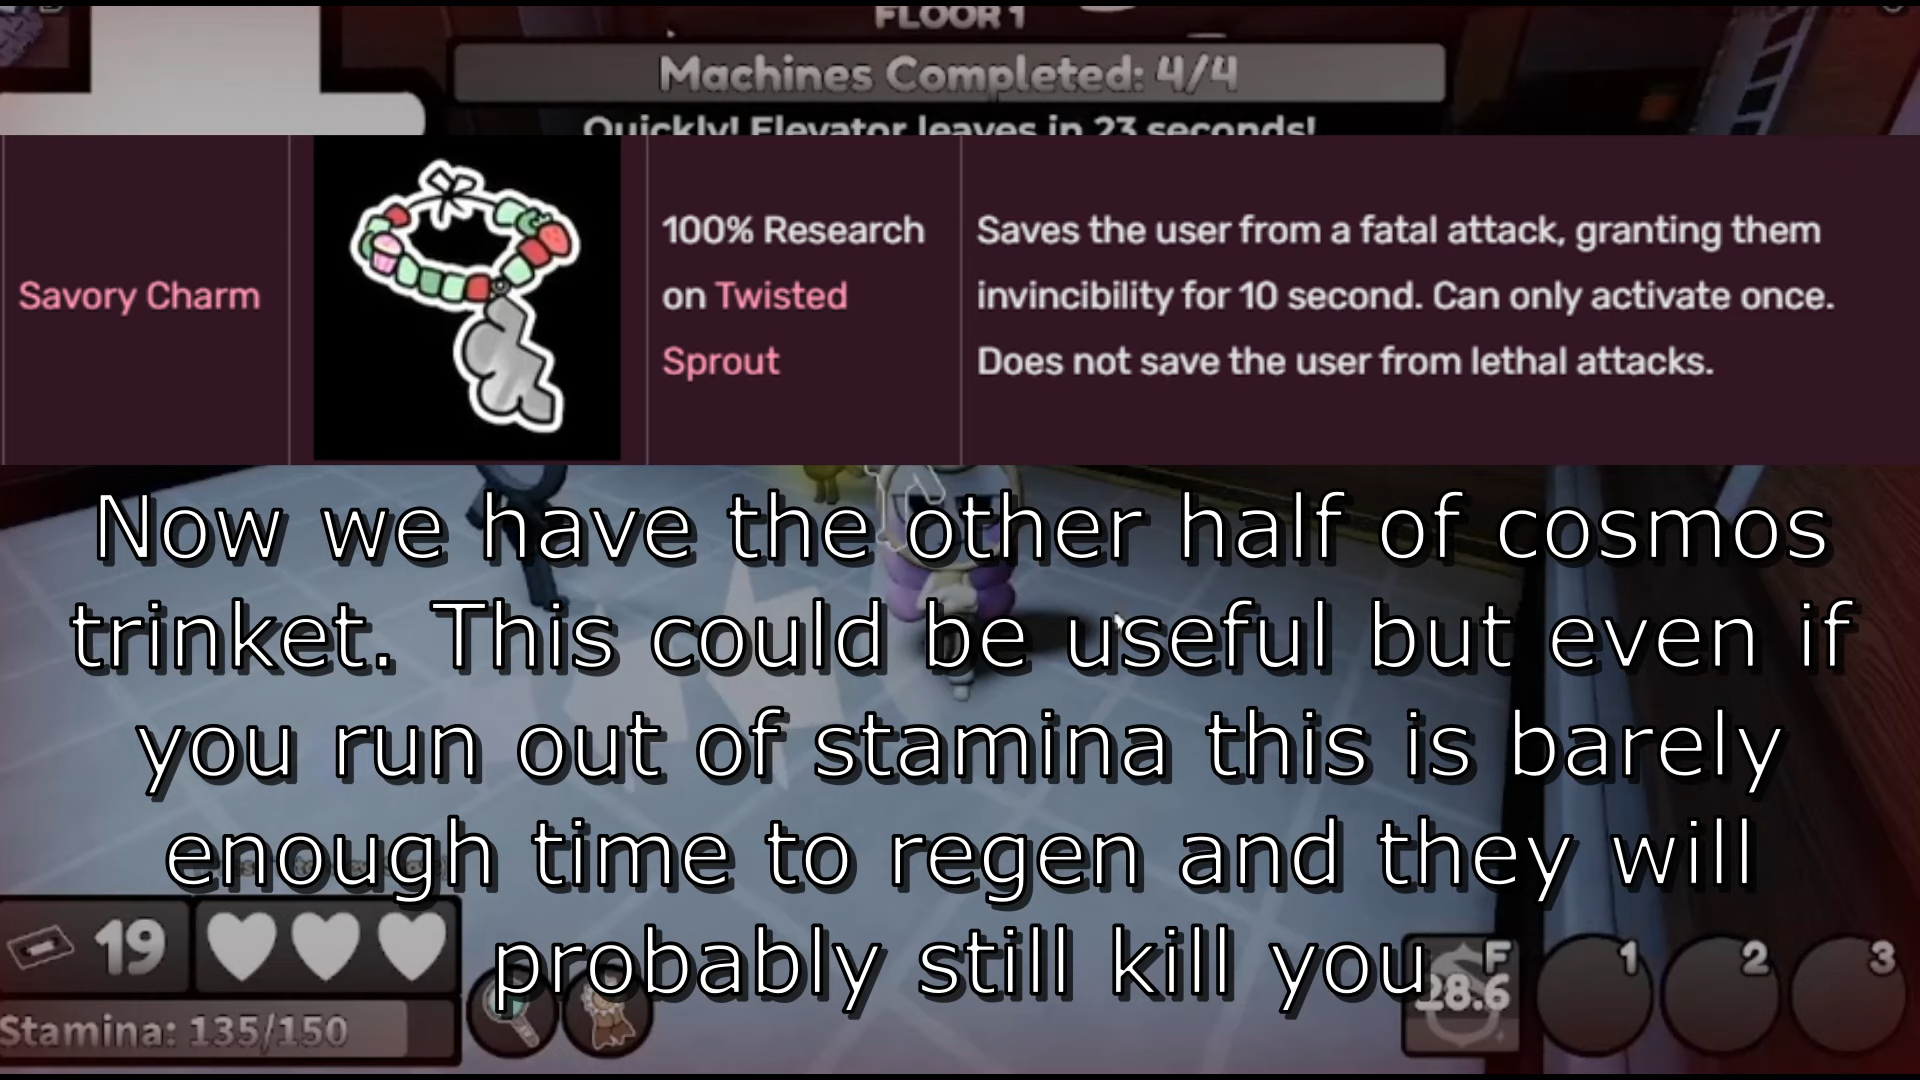 FLOOR 1
Machines Completed: 4/4
Quickly! Elevator leaves in 23 seconds!
Savory Charm
100% Research
on Twisted
Sprout
Saves the user from a fatal attack, granting them
invincibility for 10 second. Can only activate once.
Does not save the user from lethal attacks.
Now we have the other half of cosmos
trinket. This could be useful but even if
you run out of stamina this is barely
enough time to regen and they will
probably still kill you
19
Stamina: 135/150
F
28.6
1
2
3